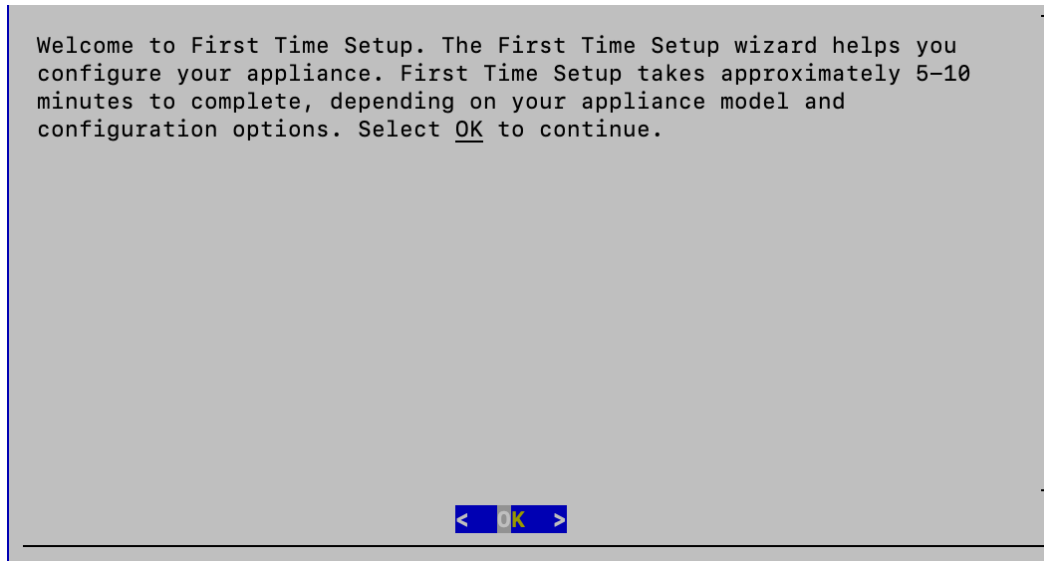 Welcome to First Time Setup. The First Time Setup wizard helps you
configure your appliance. First Time Setup takes approximately 5–10
minutes to complete, depending on your appliance model and
configuration options. Select OK to continue.
< OK >